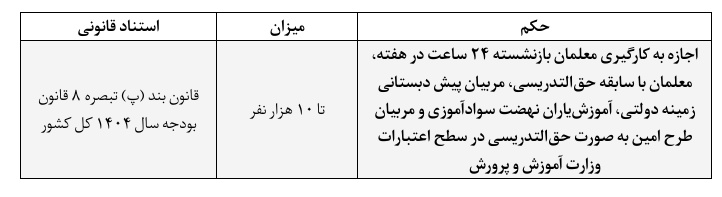 حکم
میزان
استناد قانونی
اجازه به کارگیری معلمان بازنشسته ۲۴ ساعت در هفته،
معلمان با سابقه حق‌التدریسی، مربیان پیش دبستانی
زمینه دولتی، آموزش‌یاران نهضت سوادآموزی و مربیان
طرح امین به صورت حق‌التدریسی در سطح اعتبارات
وزارت آموزش و پرورش
تا ۱۰ هزار نفر
قانون بند (پ) تبصره ۸ قانون
بودجه سال ۱۴۰۴ کل کشور